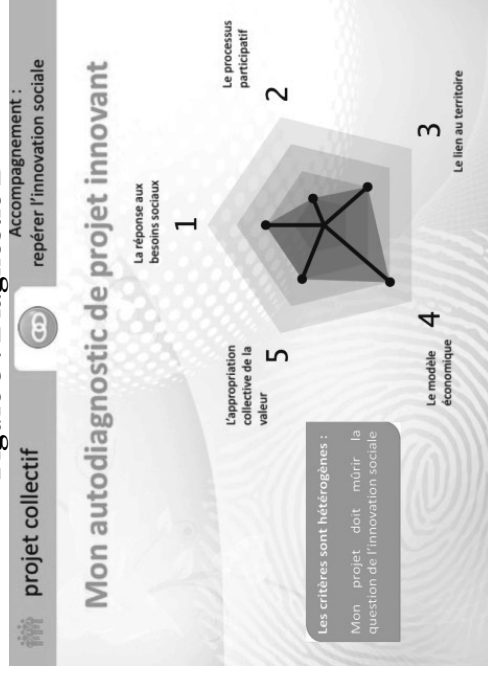 projet collectif
Accompagnement :
repérer l'innovation sociale
Mon autodiagnostic de projet innovant
La réponse aux
besoins sociaux
1
Le processus
participatif
2
3
Le lien au territoire
4
Le modèle
économique
L'appropriation
collective de la
valeur
5
Les critères sont hétérogènes :
Mon projet doit mûrir la
question de l'innovation sociale